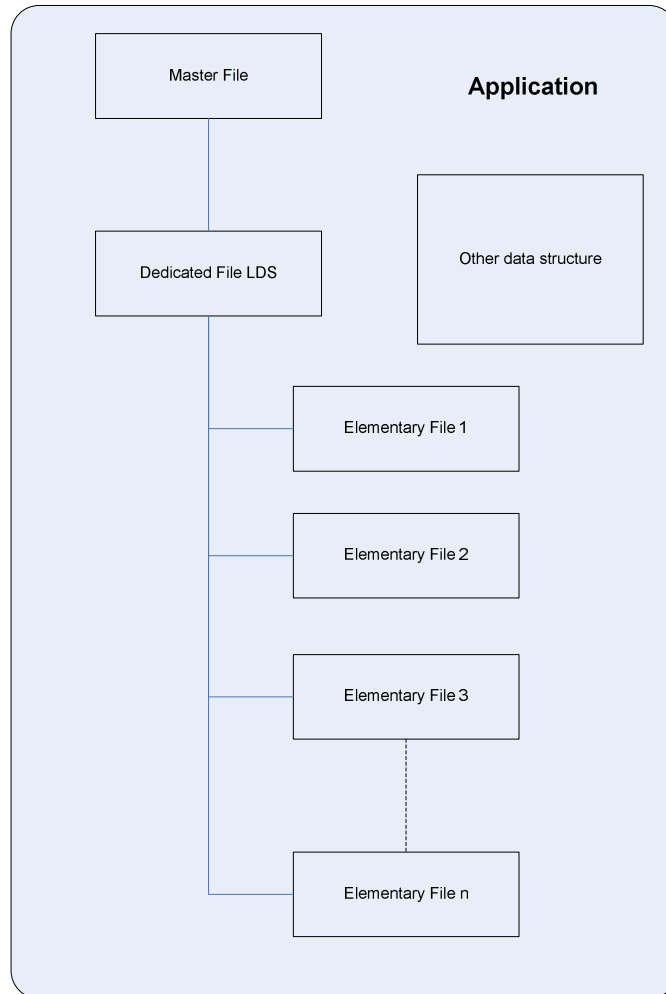 Master File
Application
Dedicated File LDS
Other data structure
Elementary File 1
Elementary File 2
Elementary File 3
Elementary File n